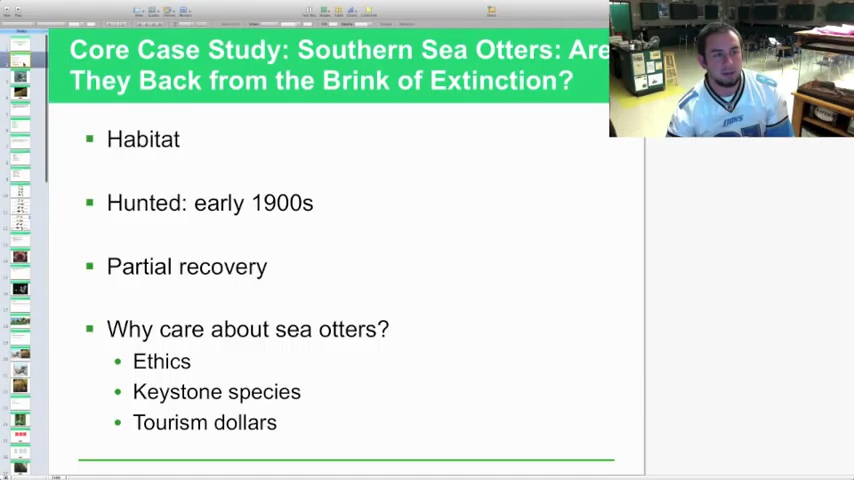 Core Case Study: Southern Sea Otters: Are
They Back from the Brink of Extinction?
Habitat
Hunted: early 1900s
Partial recovery
Why care about sea otters?
Ethics
Keystone species
Tourism dollars
LIONS